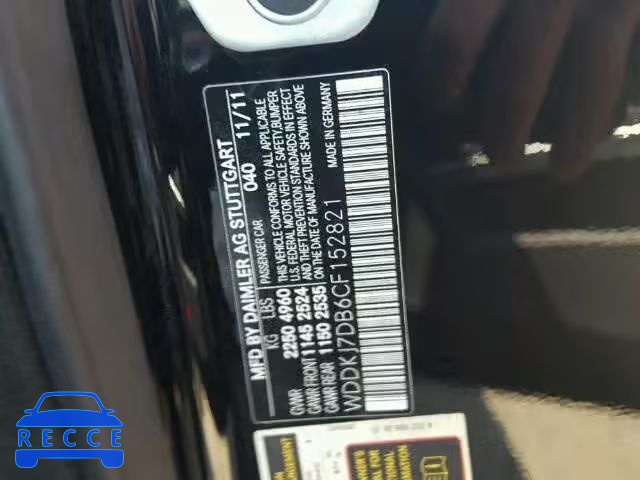 MFD BY DAIMLER AG STUTTGART
PASSENGER CAR 040 11/11
KG LBS
GVWR 2250 4960
GAWR FRONT 1145 2524
GAWR REAR 1150 2535
THIS VEHICLE CONFORMS TO ALL APPLICABLE
U.S. FEDERAL MOTOR VEHICLE SAFETY, BUMPER
& THEFT PREVENTION STANDARDS IN EFFECT
ON THE DATE OF MANUFACTURE SHOWN ABOVE
WDDKJ7DB6CF152821
MADE IN GERMANY
RECCE